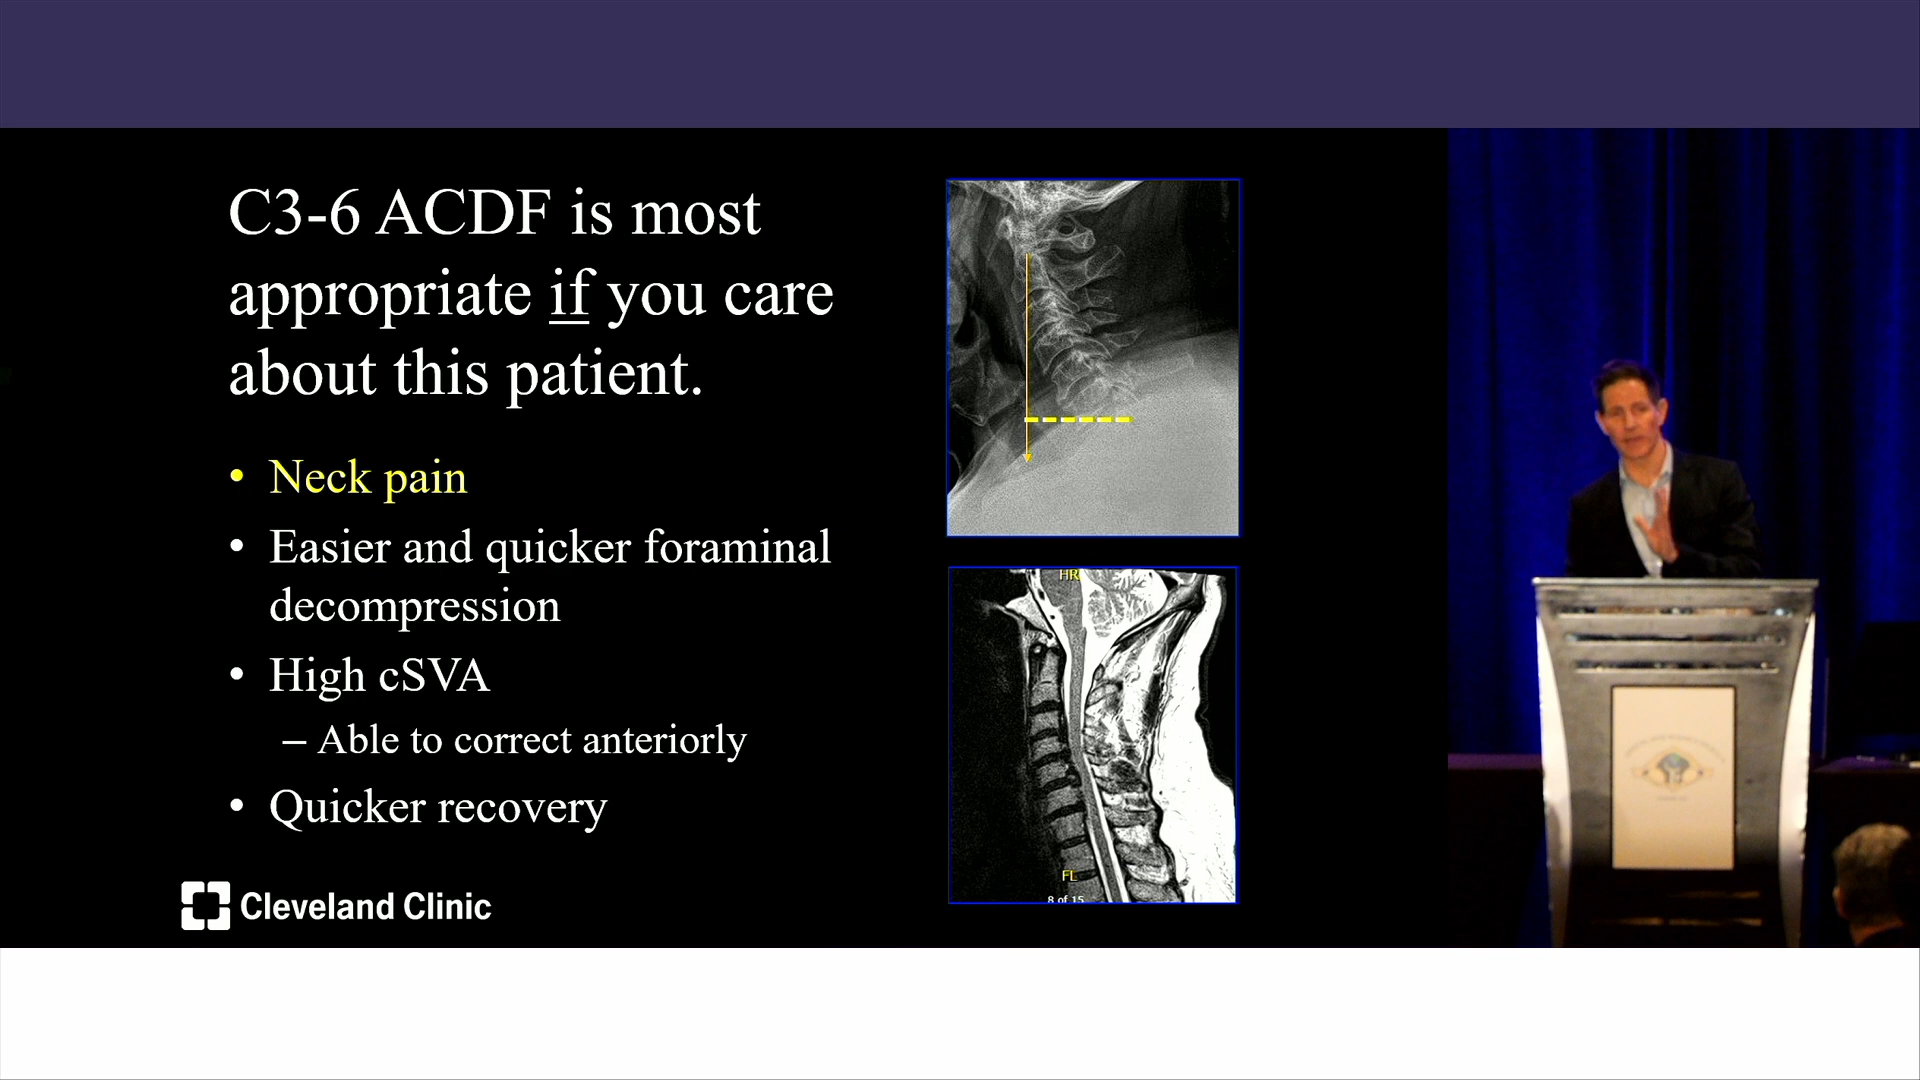 C3-6 ACDF is most
appropriate if you care
about this patient.
• Neck pain
• Easier and quicker foraminal
decompression
• High cSVA
– Able to correct anteriorly
• Quicker recovery
Cleveland Clinic
HR
FL
8 of 15